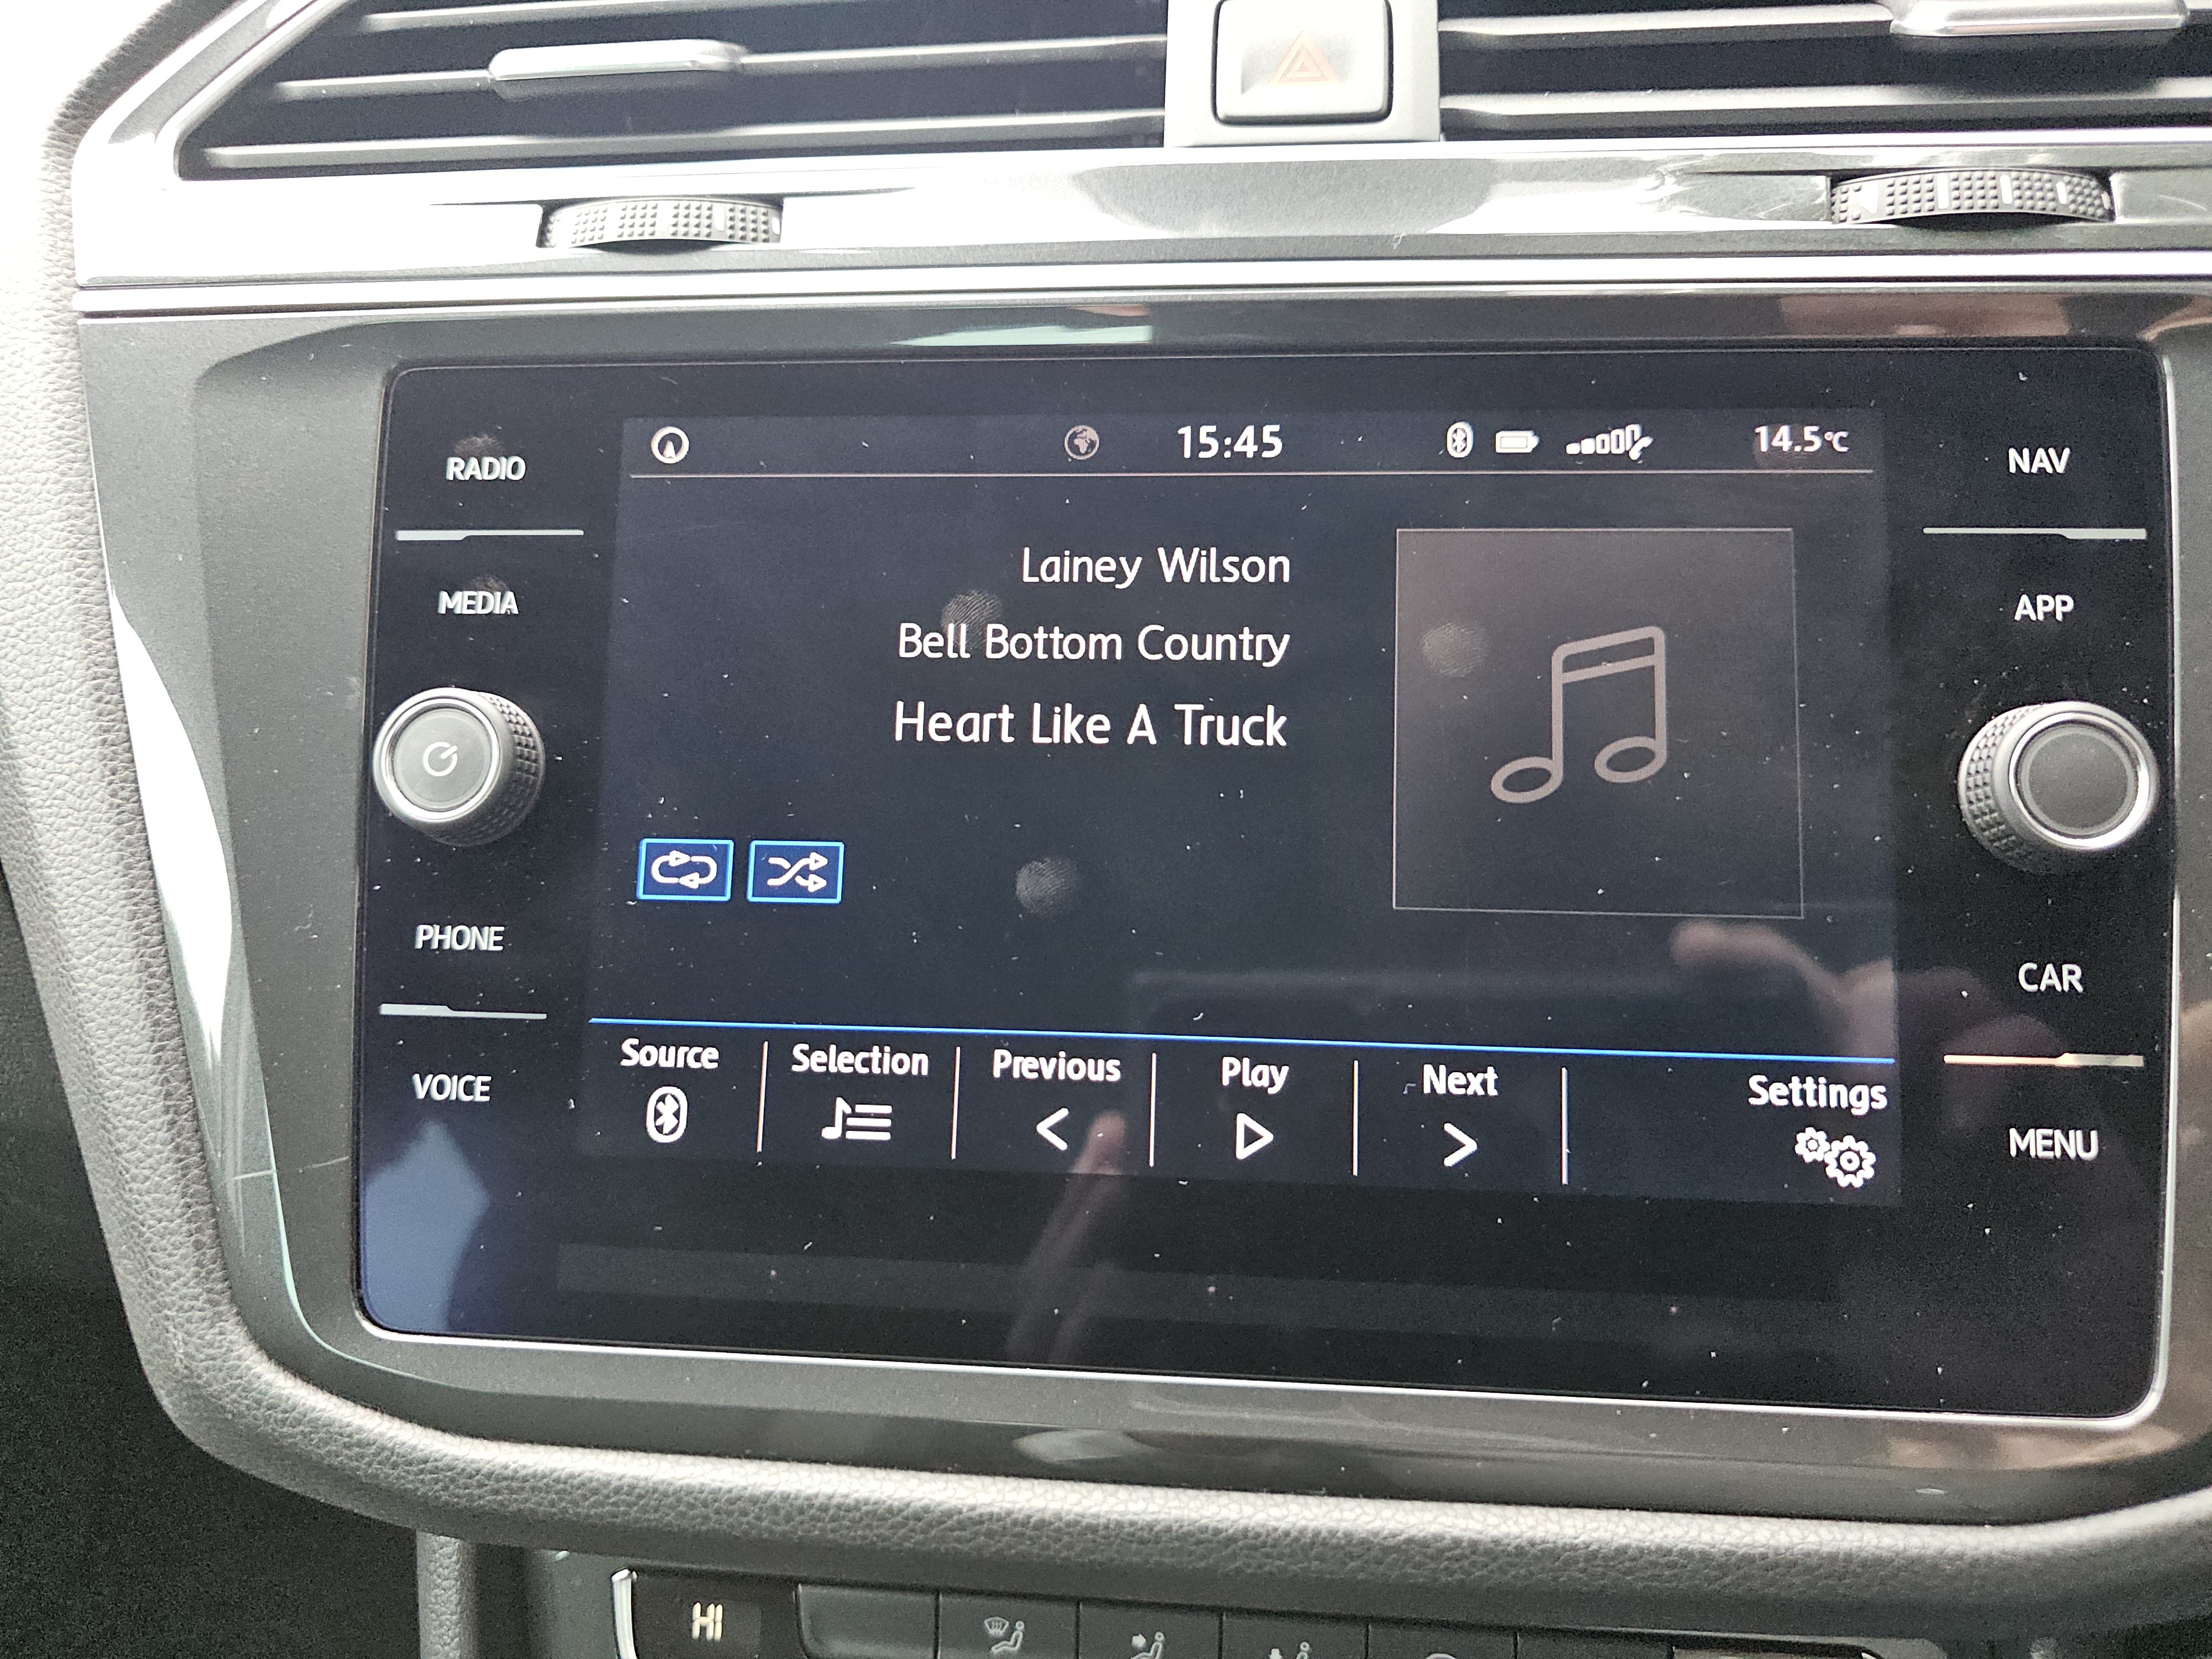 15:45
14.5°C
RADIO
MEDIA
PHONE
VOICE
Lainey Wilson
Bell Bottom Country
Heart Like A Truck
Source
Selection
Previous
Play
Next
Settings
NAV
APP
CAR
MENU
HI